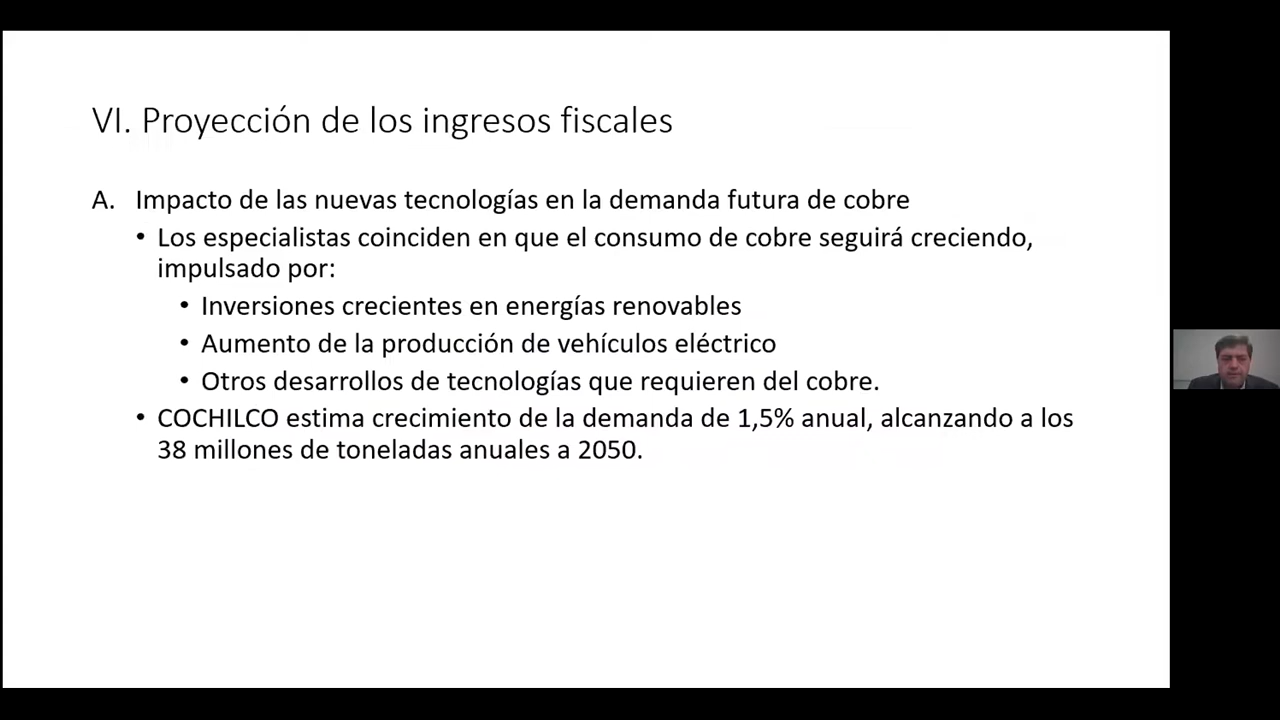 VI. Proyección de los ingresos fiscales
A. Impacto de las nuevas tecnologías en la demanda futura de cobre
• Los especialistas coinciden en que el consumo de cobre seguirá creciendo,
impulsado por:
• Inversiones crecientes en energías renovables
• Aumento de la producción de vehículos eléctrico
• Otros desarrollos de tecnologías que requieren del cobre.
• COCHILCO estima crecimiento de la demanda de 1,5% anual, alcanzando a los
38 millones de toneladas anuales a 2050.